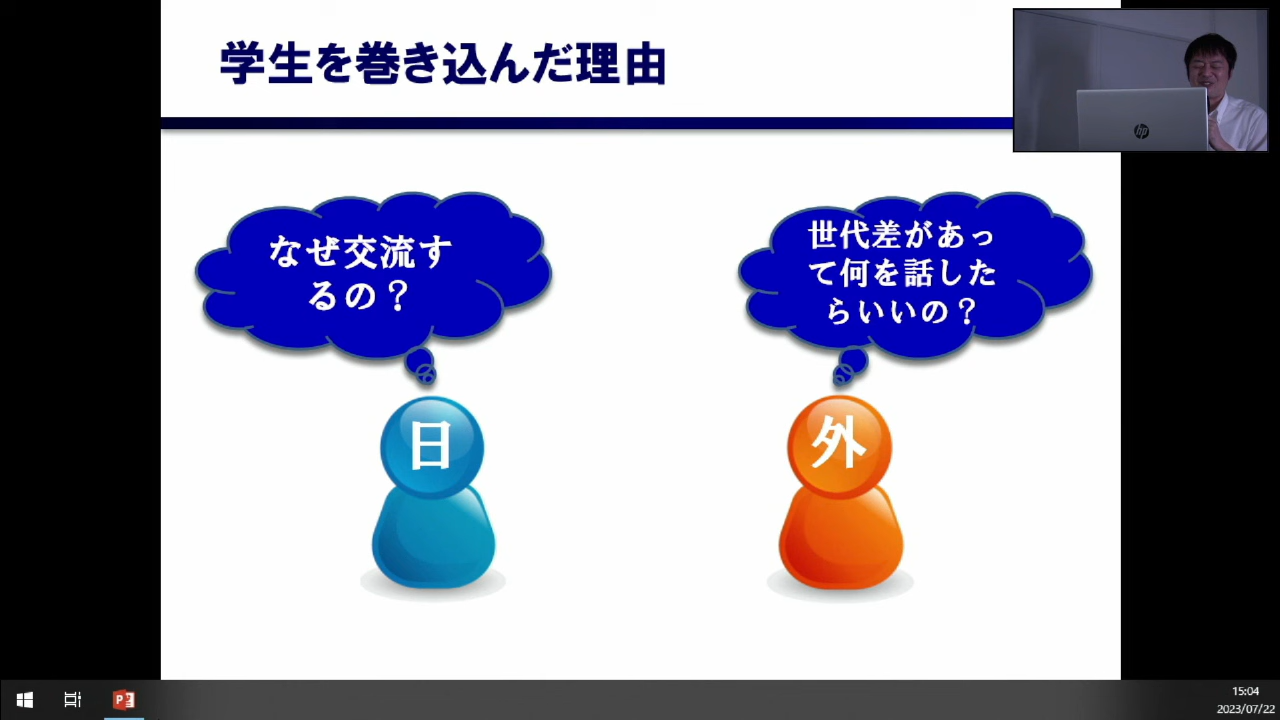 学生を巻き込んだ理由
なぜ交流す
るの？
世代差があっ
て何を話した
らいいの？
日
外
hp
15:04
2023/07/22